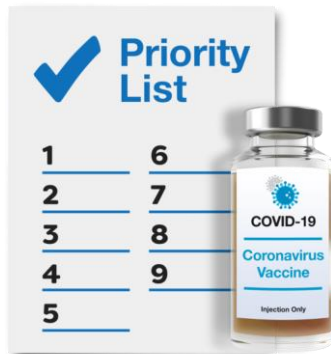 Priority
List
1
2
3
4
5
6
7
8
9
COVID-19
Coronavirus
Vaccine
Injection Only